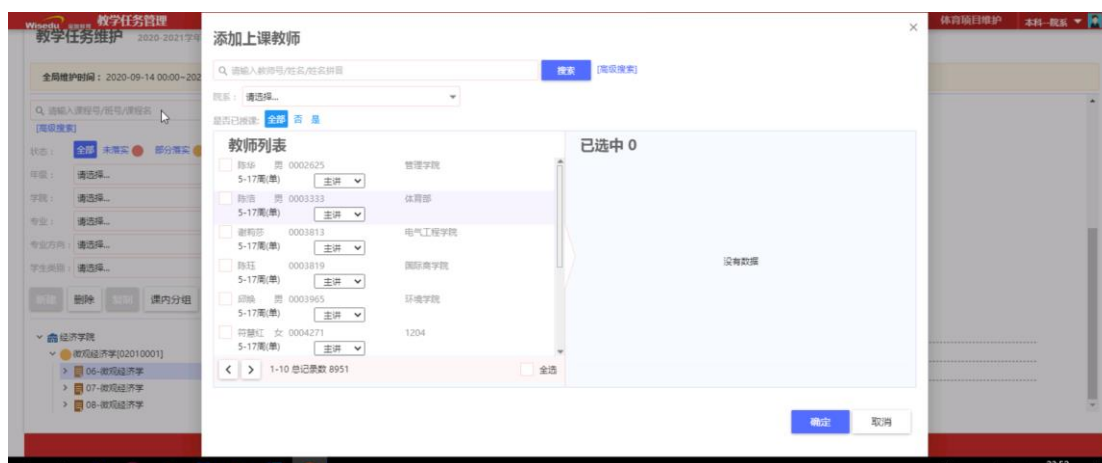 Wisedu 教学任务管理
体育项目维护 本科--教系
教学任务维护 2020-2021学年
全局维护时间：2020-09-14 00:00~202
请输入课程号/班号/课程名
[高级搜索]
状态： 全部 未落实 部分落实
年级： 请选择...
学院： 请选择...
专业： 请选择...
专业方向： 请选择...
学生类别： 请选择...
新建 删除 复制 课内分组
经济学院
微观经济学[02010001]
06-微观经济学
07-微观经济学
08-微观经济学
添加上课教师 ×
请输入教师号/姓名/姓名拼音 搜索 [高级搜索]
院系： 请选择...
是否已授课： 全部 否 是
教师列表
陈华 男 0002625 管理学院
5-17周(单) 主讲
陈浩 男 0003333 体育部
5-17周(单) 主讲
谢莉莎 0003813 电气工程学院
5-17周(单) 主讲
陈珏 0003819 国际商学院
5-17周(单) 主讲
邱焕 男 0003965 环境学院
5-17周(单) 主讲
符慧红 女 0004271 1204
5-17周(单) 主讲
1-10 总记录数 8951 全选
已选中 0
没有数据
确定 取消